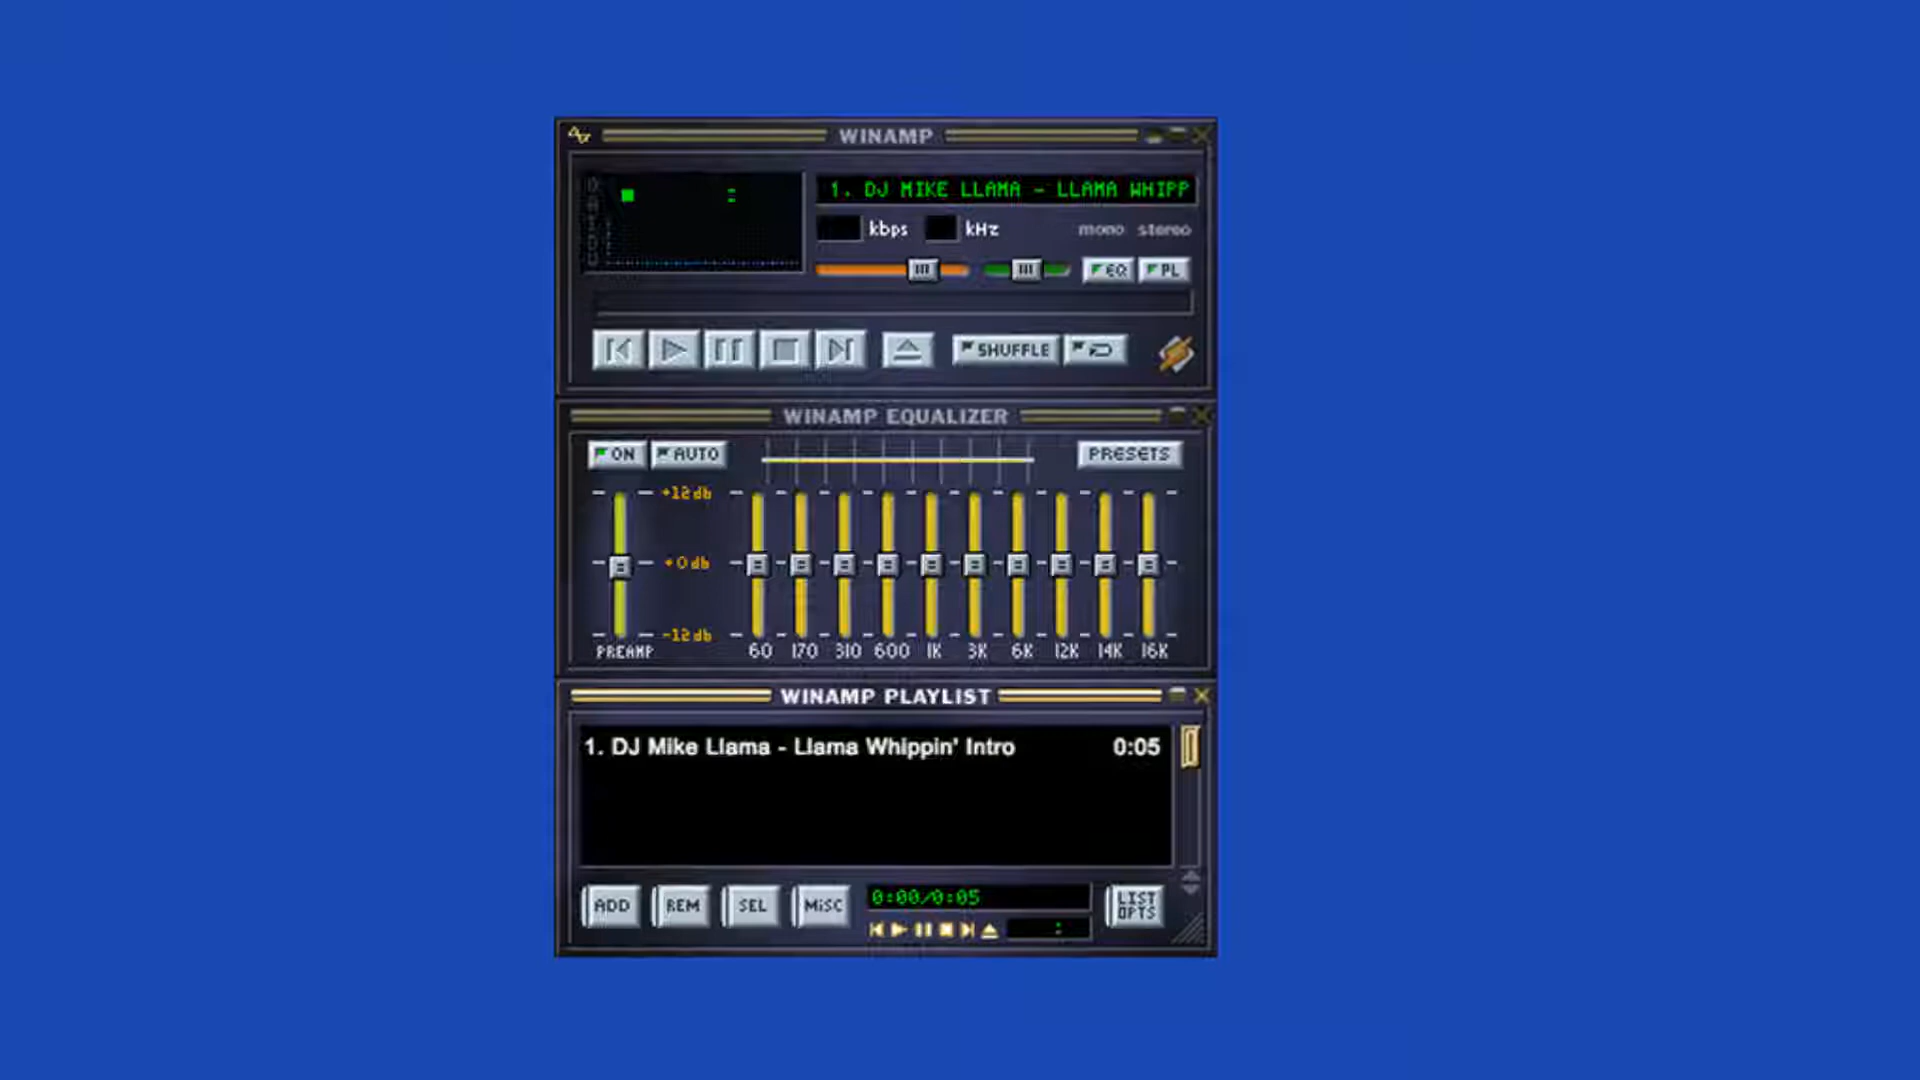 WINAMP
1. DJ MIKE LLAMA - LLAMA WHIPP
kbps kHz mono stereo
EQ PL
SHUFFLE
WINAMP EQUALIZER
ON AUTO PRESETS
+12db
+0db
-12db
PREAMP 60 170 310 600 1K 3K 6K 12K 14K 16K
WINAMP PLAYLIST
1. DJ Mike Llama - Llama Whippin' Intro 0:05
ADD REM SEL MISC 0:00/0:05 LIST
OPTS